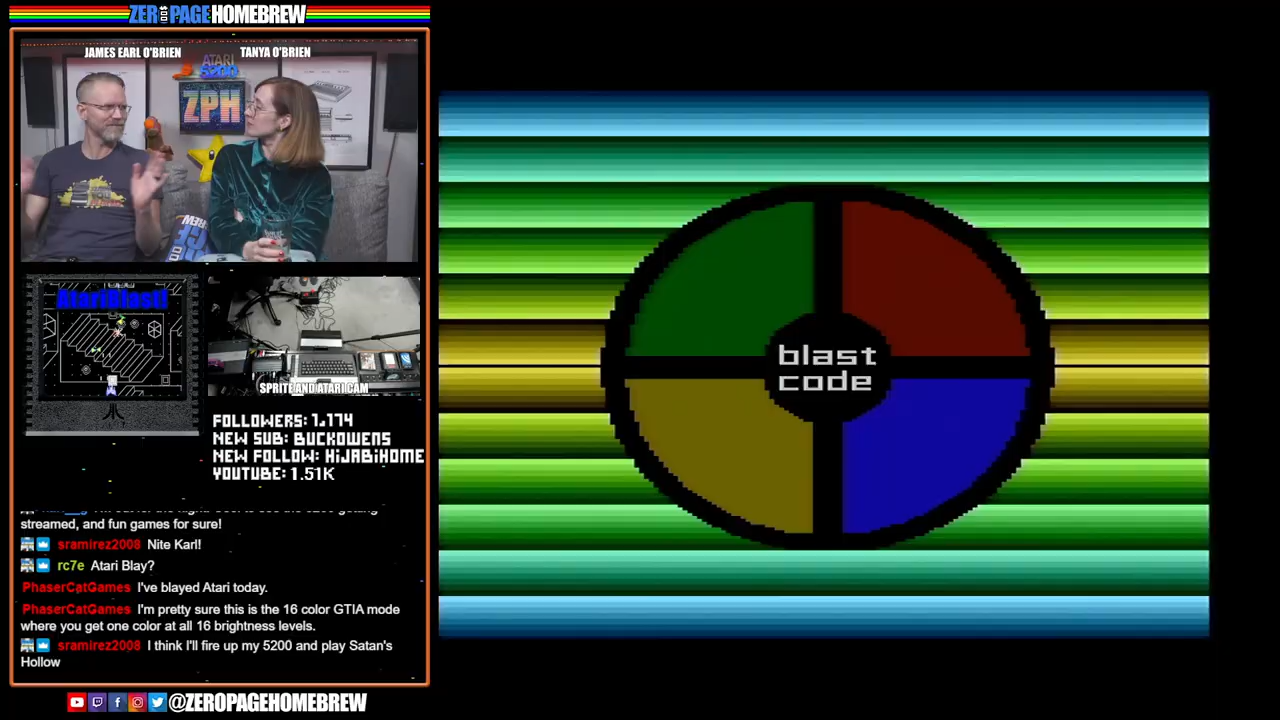 ZERO PAGE HOMEBREW
JAMES EARL O'BRIEN
TANYA O'BRIEN
ATARI
5200
ZPH
AtariBlast!
SPRITE AND ATARI CAM
FOLLOWERS: 1,174
NEW SUB: BUCKOWENS
NEW FOLLOW: HIJABIHOME
YOUTUBE: 1.51K
streamed, and fun games for sure!
sramirez2008 Nite Karl!
rc7e Atari Blay?
PhaserCatGames I've blayed Atari today.
PhaserCatGames I'm pretty sure this is the 16 color GTIA mode
where you get one color at all 16 brightness levels.
sramirez2008 I think I'll fire up my 5200 and play Satan's
Hollow
@ZEROPAGEHOMEBREW
blast
code